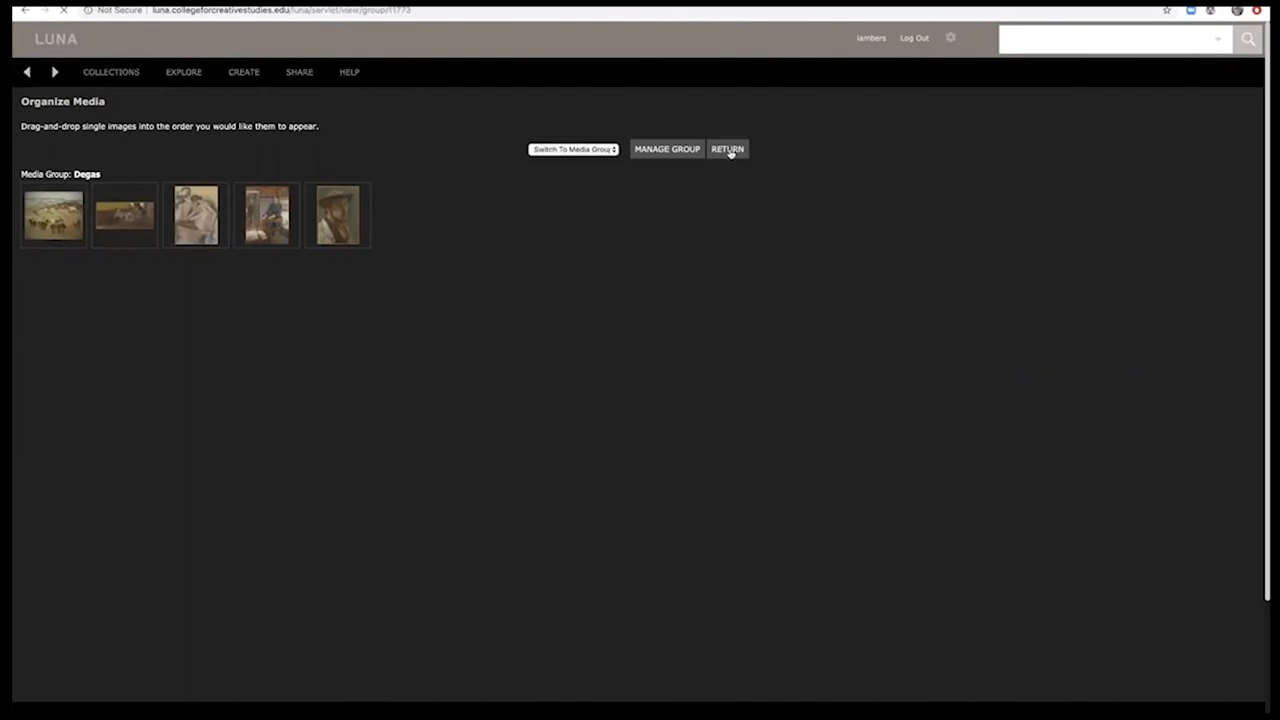 Not Secure | luna.collegeforcreativestudies.edu/luna/servlet/view/group/11773
LUNA
lambers Log Out
COLLECTIONS EXPLORE CREATE SHARE HELP
Organize Media
Drag-and-drop single images into the order you would like them to appear.
Switch To Media Group MANAGE GROUP RETURN
Media Group: Degas